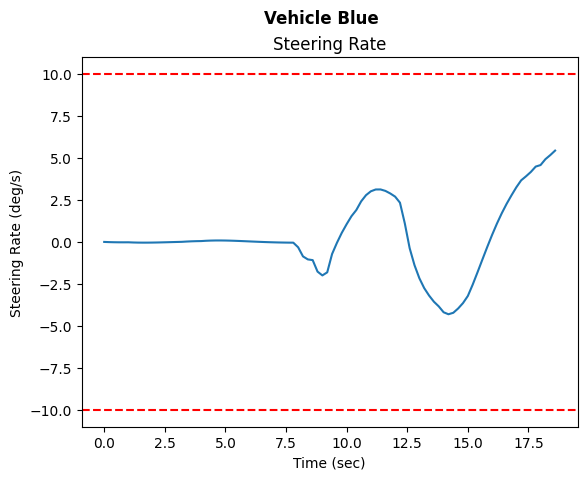 Vehicle Blue
Steering Rate
10.0
7.5
5.0
2.5
0.0
−2.5
−5.0
−7.5
−10.0
Steering Rate (deg/s)
0.0 2.5 5.0 7.5 10.0 12.5 15.0 17.5
Time (sec)